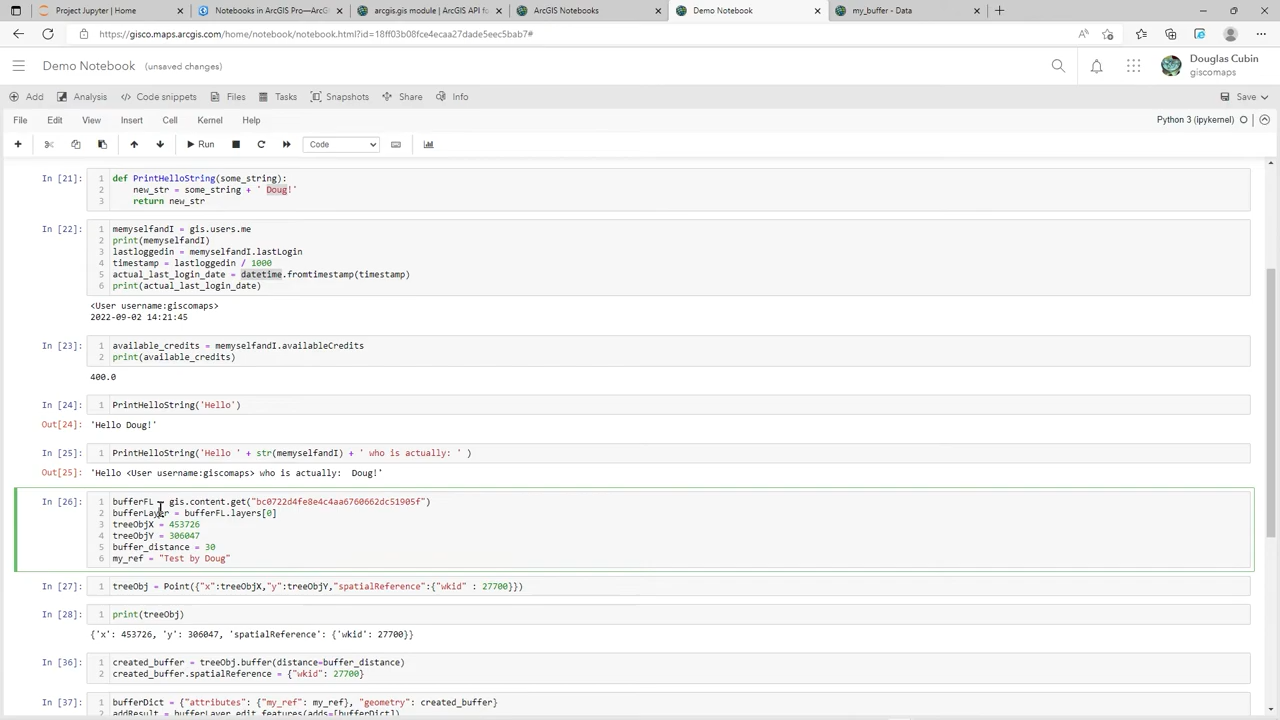 Project Jupyter | Home
Notebooks in ArcGIS Pro—ArcG
arcgis.gis module | ArcGIS API fo
ArcGIS Notebooks
Demo Notebook
my_buffer - Data
https://gisco.maps.arcgis.com/home/notebook/notebook.html?id=18ff03b08fce4ecaa27dade5eec5bab7#
Demo Notebook (unsaved changes)
Douglas Cubin
giscomaps
Add Analysis Code snippets Files Tasks Snapshots Share Info Save
File Edit View Insert Cell Kernel Help Python 3 (ipykernel)
Run Code
In [21]:
1 def PrintHelloString(some_string):
2 new_str = some_string + ' Doug!'
3 return new_str
In [22]:
1 memyselfandI = gis.users.me
2 print(memyselfandI)
3 lastloggedin = memyselfandI.lastLogin
4 timestamp = lastloggedin / 1000
5 actual_last_login_date = datetime.fromtimestamp(timestamp)
6 print(actual_last_login_date)
<User username:giscomaps>
2022-09-02 14:21:45
In [23]:
1 available_credits = memyselfandI.availableCredits
2 print(available_credits)
400.0
In [24]:
1 PrintHelloString('Hello')
Out[24]: 'Hello Doug!'
In [25]:
1 PrintHelloString('Hello ' + str(memyselfandI) + ' who is actually: ' )
Out[25]: 'Hello <User username:giscomaps> who is actually:  Doug!'
In [26]:
1 bufferFL = gis.content.get("bc0722d4fe8e4c4aa6760662dc51905f")
2 bufferLayer = bufferFL.layers[0]
3 treeObjX = 453726
4 treeObjY = 306047
5 buffer_distance = 30
6 my_ref = "Test by Doug"
In [27]:
1 treeObj = Point({"x":treeObjX,"y":treeObjY,"spatialReference":{"wkid" : 27700}})
In [28]:
1 print(treeObj)
{'x': 453726, 'y': 306047, 'spatialReference': {'wkid': 27700}}
In [36]:
1 created_buffer = treeObj.buffer(distance=buffer_distance)
2 created_buffer.spatialReference = {"wkid": 27700}
In [37]:
1 bufferDict = {"attributes": {"my_ref": my_ref}, "geometry": created_buffer}
2 addResult = bufferLayer.edit_features(adds=[bufferDict])